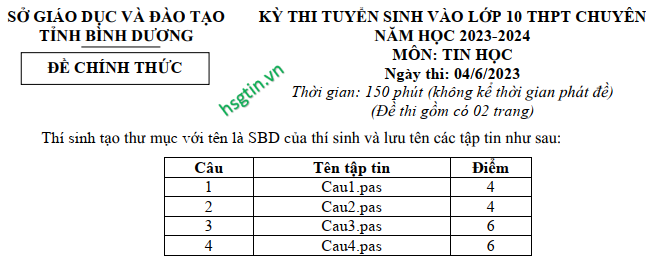 SỞ GIÁO DỤC VÀ ĐÀO TẠO
TỈNH BÌNH DƯƠNG
ĐỀ CHÍNH THỨC
KỲ THI TUYỂN SINH VÀO LỚP 10 THPT CHUYÊN
NĂM HỌC 2023-2024
MÔN: TIN HỌC
Ngày thi: 04/6/2023
Thời gian: 150 phút (không kể thời gian phát đề)
(Đề thi gồm có 02 trang)
hsgtin.vn
Thí sinh tạo thư mục với tên là SBD của thí sinh và lưu tên các tập tin như sau:
Câu Tên tập tin Điểm
1 Cau1.pas 4
2 Cau2.pas 4
3 Cau3.pas 6
4 Cau4.pas 6